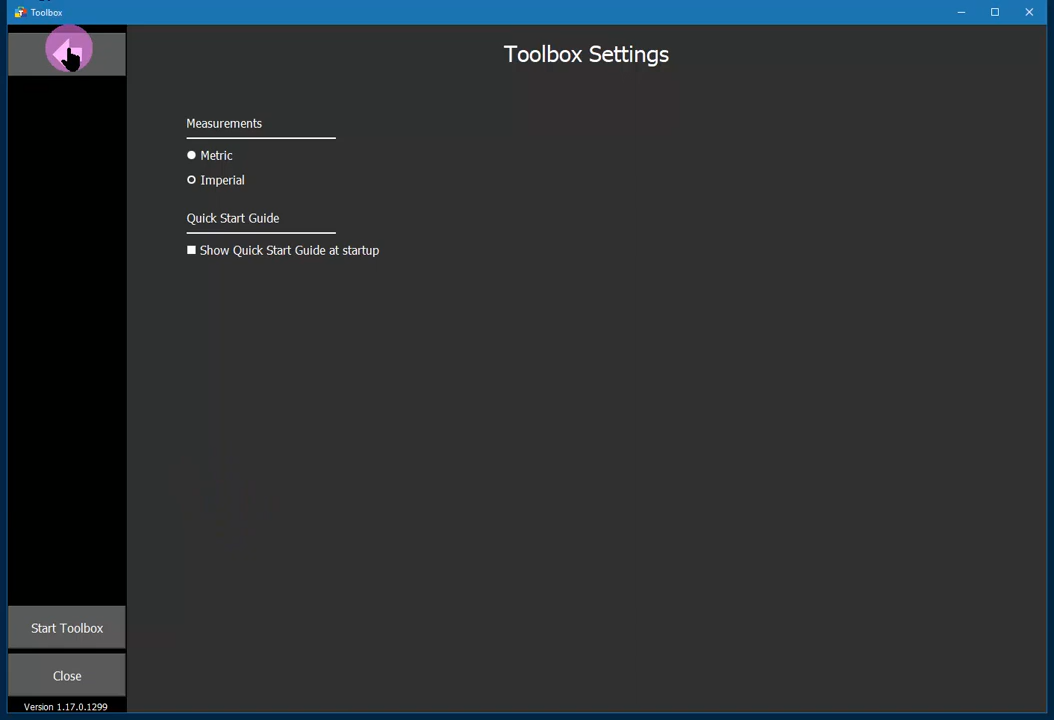 Toolbox
Toolbox Settings
Measurements
Metric
Imperial
Quick Start Guide
Show Quick Start Guide at startup
Start Toolbox
Close
Version 1.17.0.1299